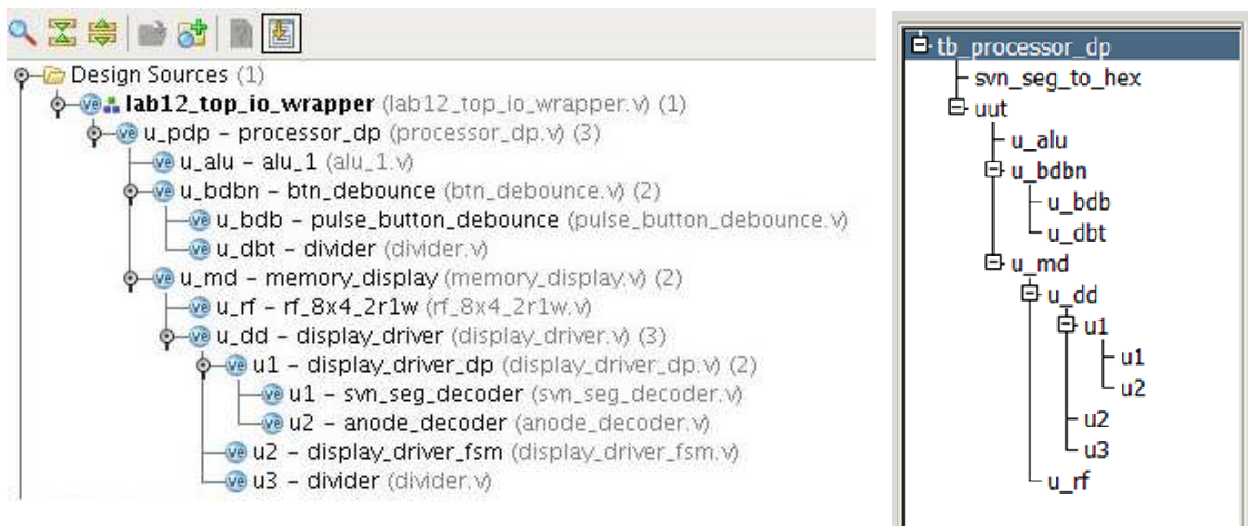 Design Sources (1)
lab12_top_io_wrapper (lab12_top_io_wrapper.v) (1)
u_pdp - processor_dp (processor_dp.v) (3)
u_alu - alu_1 (alu_1.v)
u_bdbn - btn_debounce (btn_debounce.v) (2)
u_bdb - pulse_button_debounce (pulse_button_debounce.v)
u_dbt - divider (divider.v)
u_md - memory_display (memory_display.v) (2)
u_rf - rf_8x4_2r1w (rf_8x4_2r1w.v)
u_dd - display_driver (display_driver.v) (3)
u1 - display_driver_dp (display_driver_dp.v) (2)
u1 - svn_seg_decoder (svn_seg_decoder.v)
u2 - anode_decoder (anode_decoder.v)
u2 - display_driver_fsm (display_driver_fsm.v)
u3 - divider (divider.v)
tb_processor_dp
svn_seg_to_hex
uut
u_alu
u_bdbn
u_bdb
u_dbt
u_md
u_dd
u1
u1
u2
u2
u3
u_rf